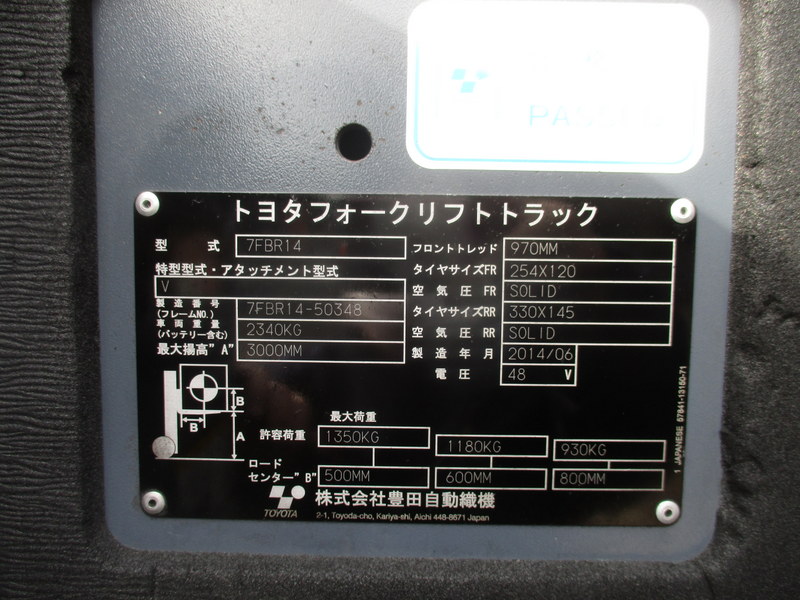 PASS
トヨタフォークリフトトラック
型 式 7FBR14
特型型式・アタッチメント型式
V
製造番号
(フレームNO.) 7FBR14-50348
車両重量
(バッテリー含む) 2340KG
最大揚高"A" 3000MM
フロントトレッド 970MM
タイヤサイズFR 254X120
空気圧 FR SOLID
タイヤサイズRR 330X145
空気圧 RR SOLID
製造年月 2014/06
電圧 48 V
B
B
A
最大荷重
許容荷重 1350KG 1180KG 930KG
ロード
センター"B" 500MM 600MM 800MM
TOYOTA
株式会社豊田自動織機
2-1, Toyoda-cho, Kariya-shi, Aichi 448-8671 Japan
1 JAPANESE 57841-13180-71